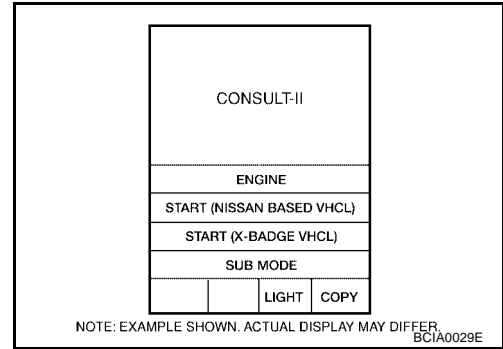 CONSULT-II
ENGINE
START (NISSAN BASED VHCL)
START (X-BADGE VHCL)
SUB MODE
LIGHT COPY
NOTE: EXAMPLE SHOWN. ACTUAL DISPLAY MAY DIFFER.
BCIA0029E